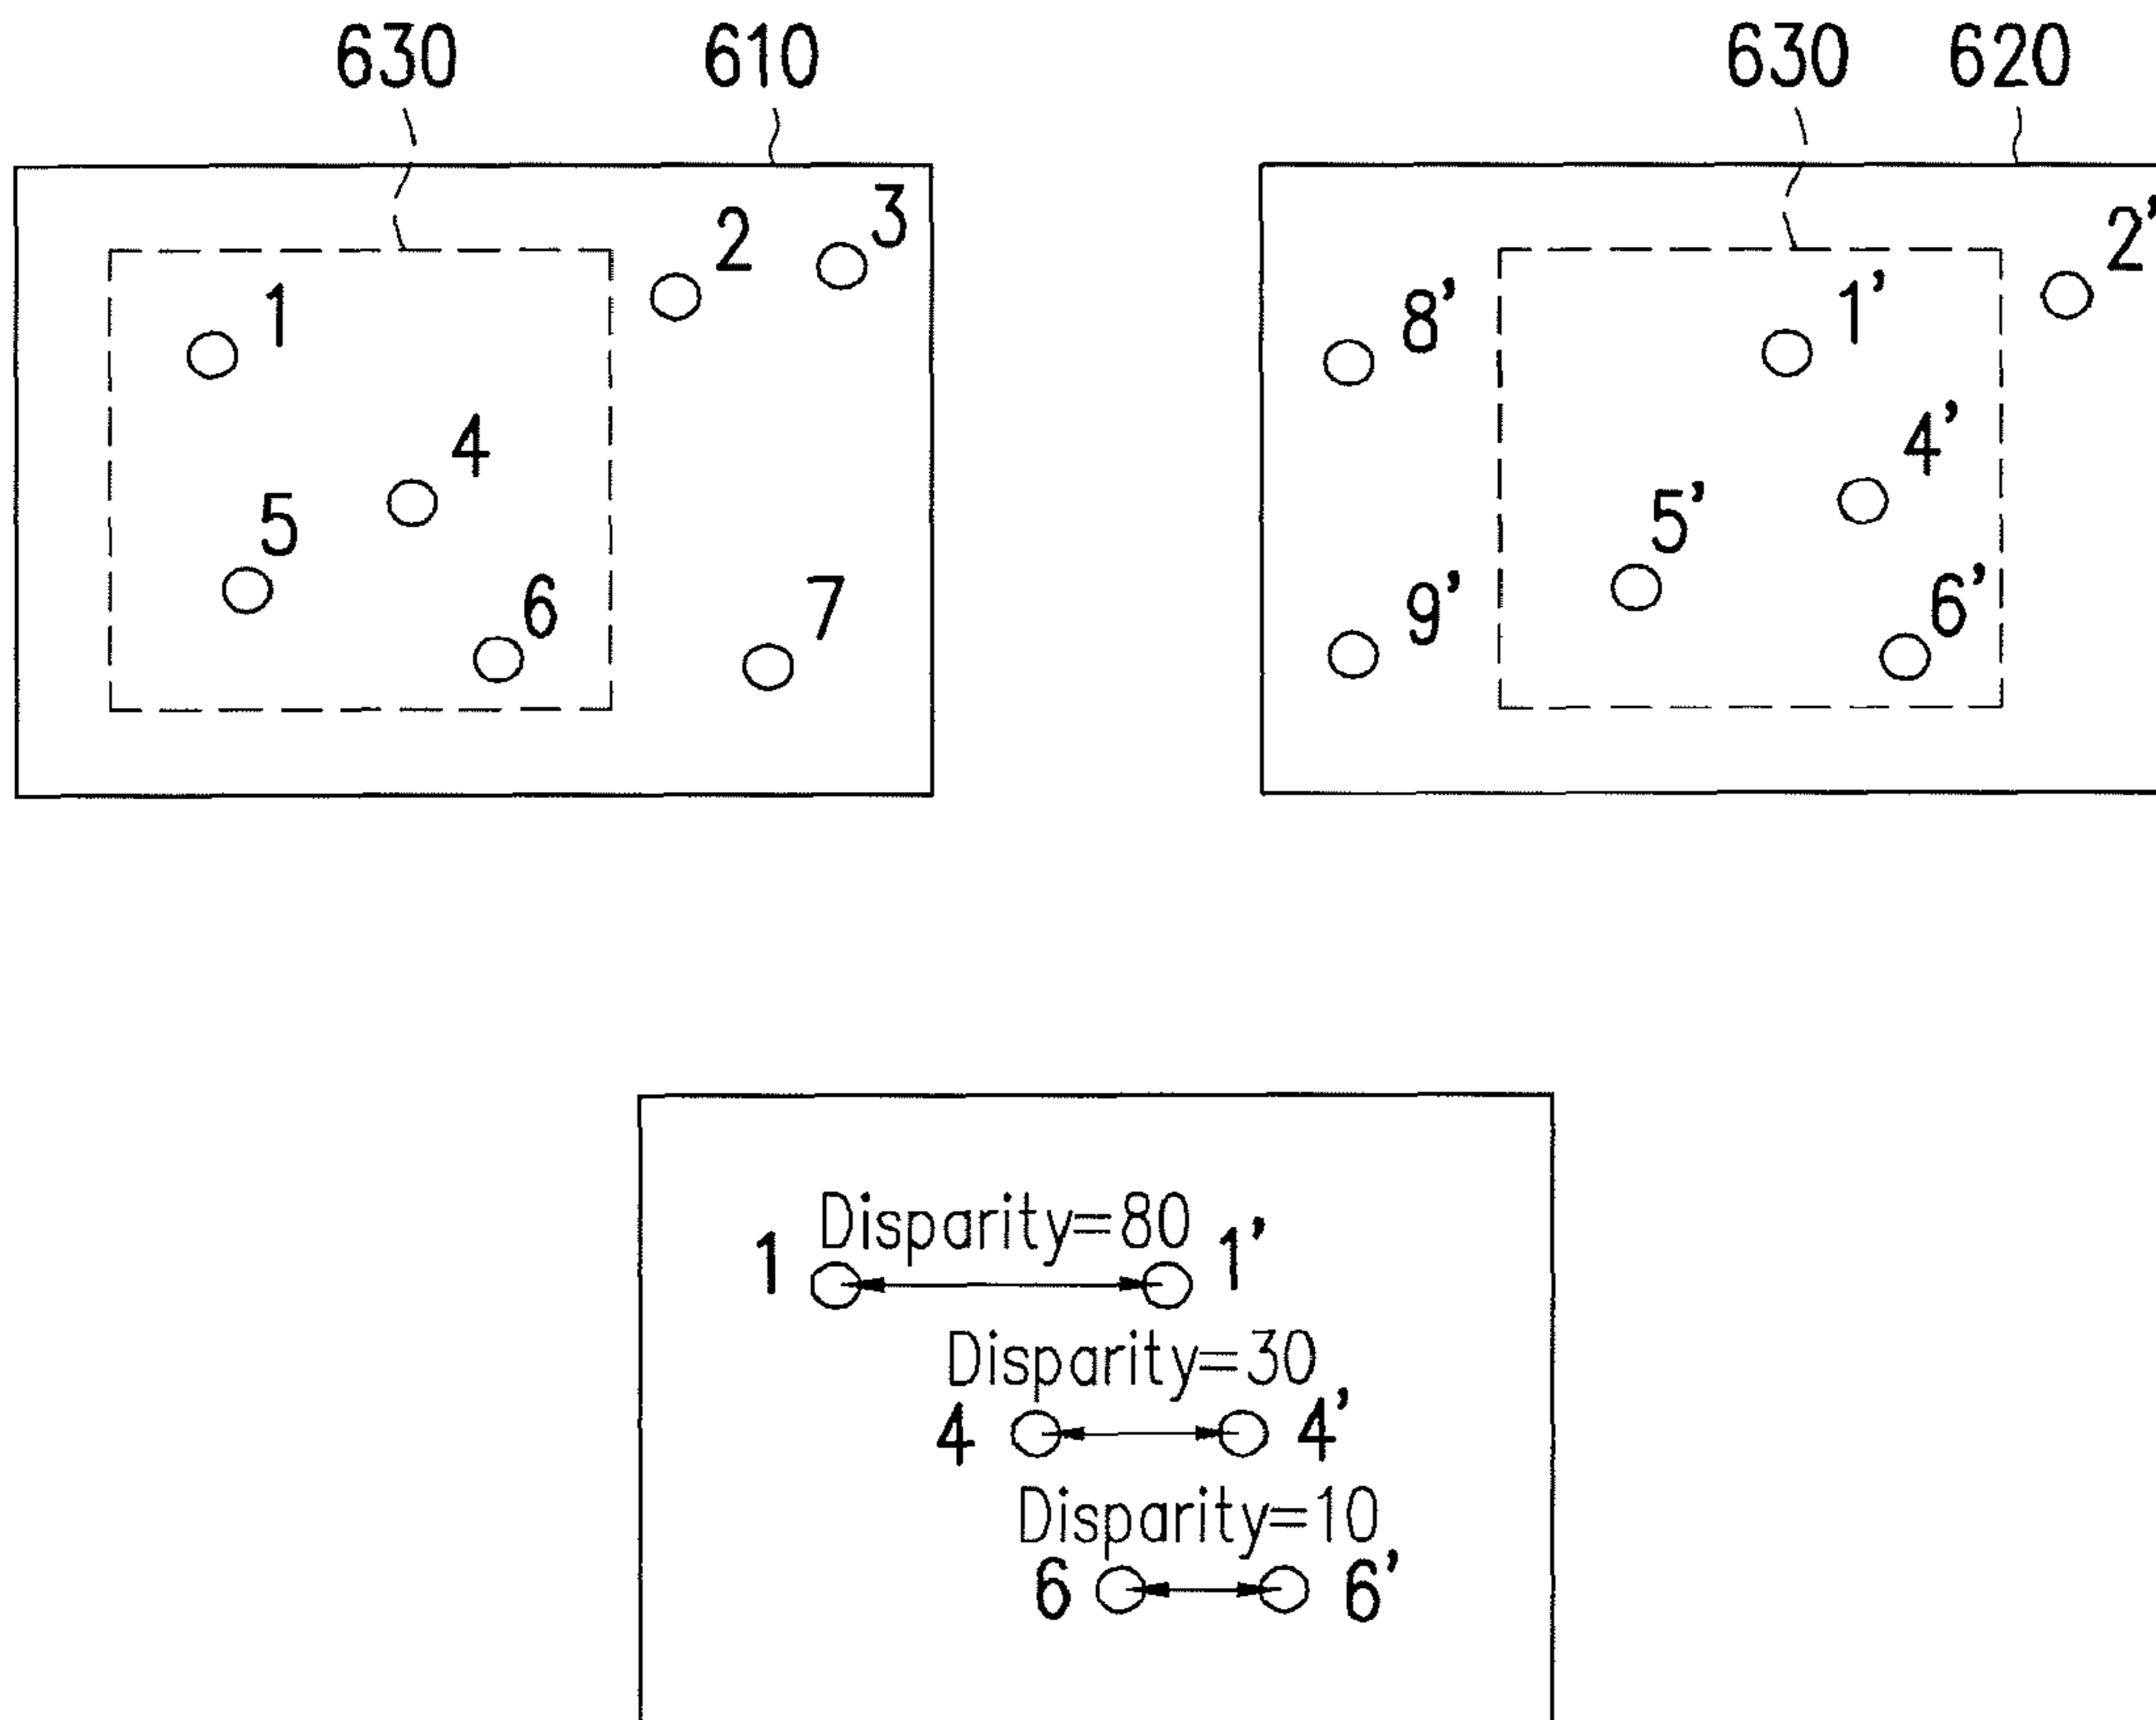 630 610 630 620
3
2 2'
1 8' 1'
4 4'
5 5'
6 7 9' 6'
Disparity=80
1 1'
Disparity=30
4 4'
Disparity=10
6 6'